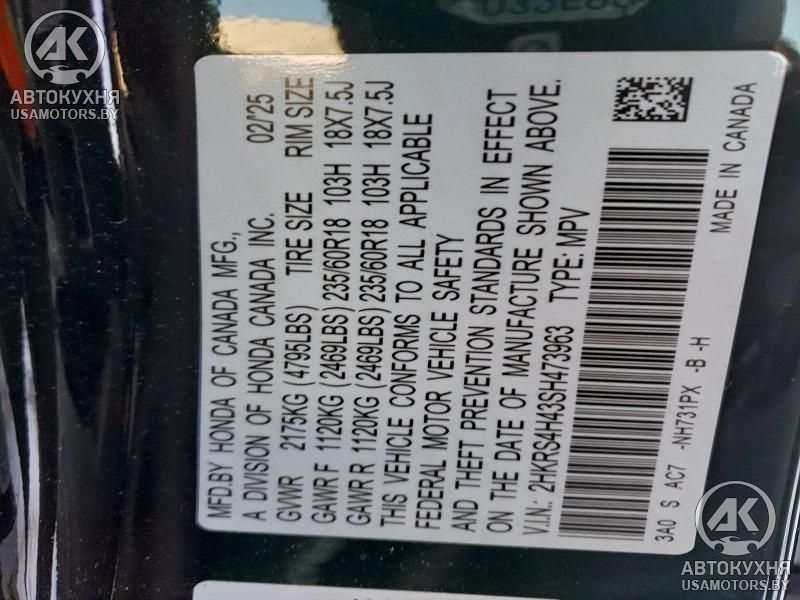 MFD.BY HONDA OF CANADA MFG.,
A DIVISION OF HONDA CANADA INC. 02/'25
GVWR 2175KG (4795LBS) TIRE SIZE RIM SIZE
GAWR F 1120KG (2469LBS) 235/60R18 103H 18X7.5J
GAWR R 1120KG (2469LBS) 235/60R18 103H 18X7.5J
THIS VEHICLE CONFORMS TO ALL APPLICABLE
FEDERAL MOTOR VEHICLE SAFETY
AND THEFT PREVENTION STANDARDS IN EFFECT
ON THE DATE OF MANUFACTURE SHOWN ABOVE.
V.I.N.: 2HKRS4H43SH473963 TYPE: MPV
3A0 S AC7 -NH731PX -B -H
MADE IN CANADA
АК
АВТОКУХНЯ
USAMOTORS.BY
АК
АВТОКУХНЯ
USAMOTORS.BY